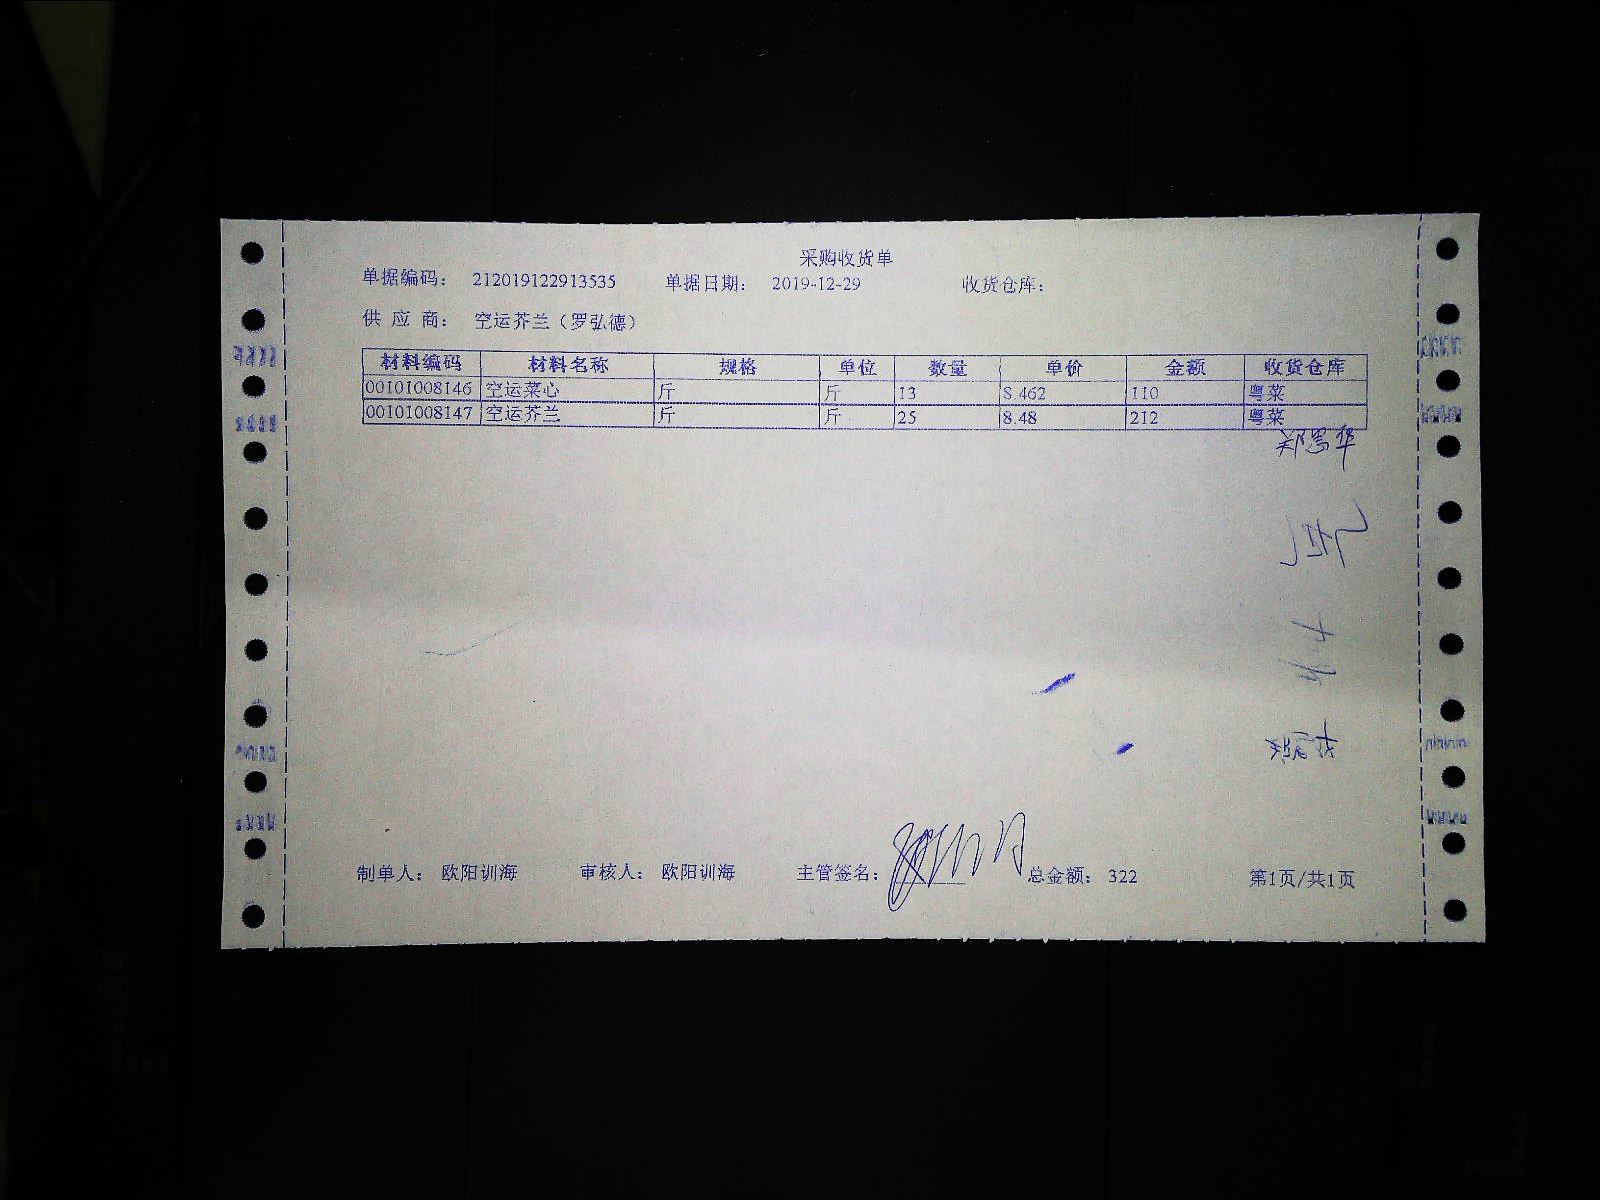 采购收货单
单据编码： 212019122913535 单据日期： 2019-12-29 收货仓库：
供 应 商： 空运芥兰（罗弘德）
材料编码 材料名称 规格 单位 数量 单价 金额 收货仓库
00101008146 空运菜心 斤 斤 13 8.462 110 粤菜
00101008147 空运芥兰 斤 斤 25 8.48 212 粤菜
制单人： 欧阳训海 审核人： 欧阳训海 主管签名： 总金额： 322 第1页/共1页